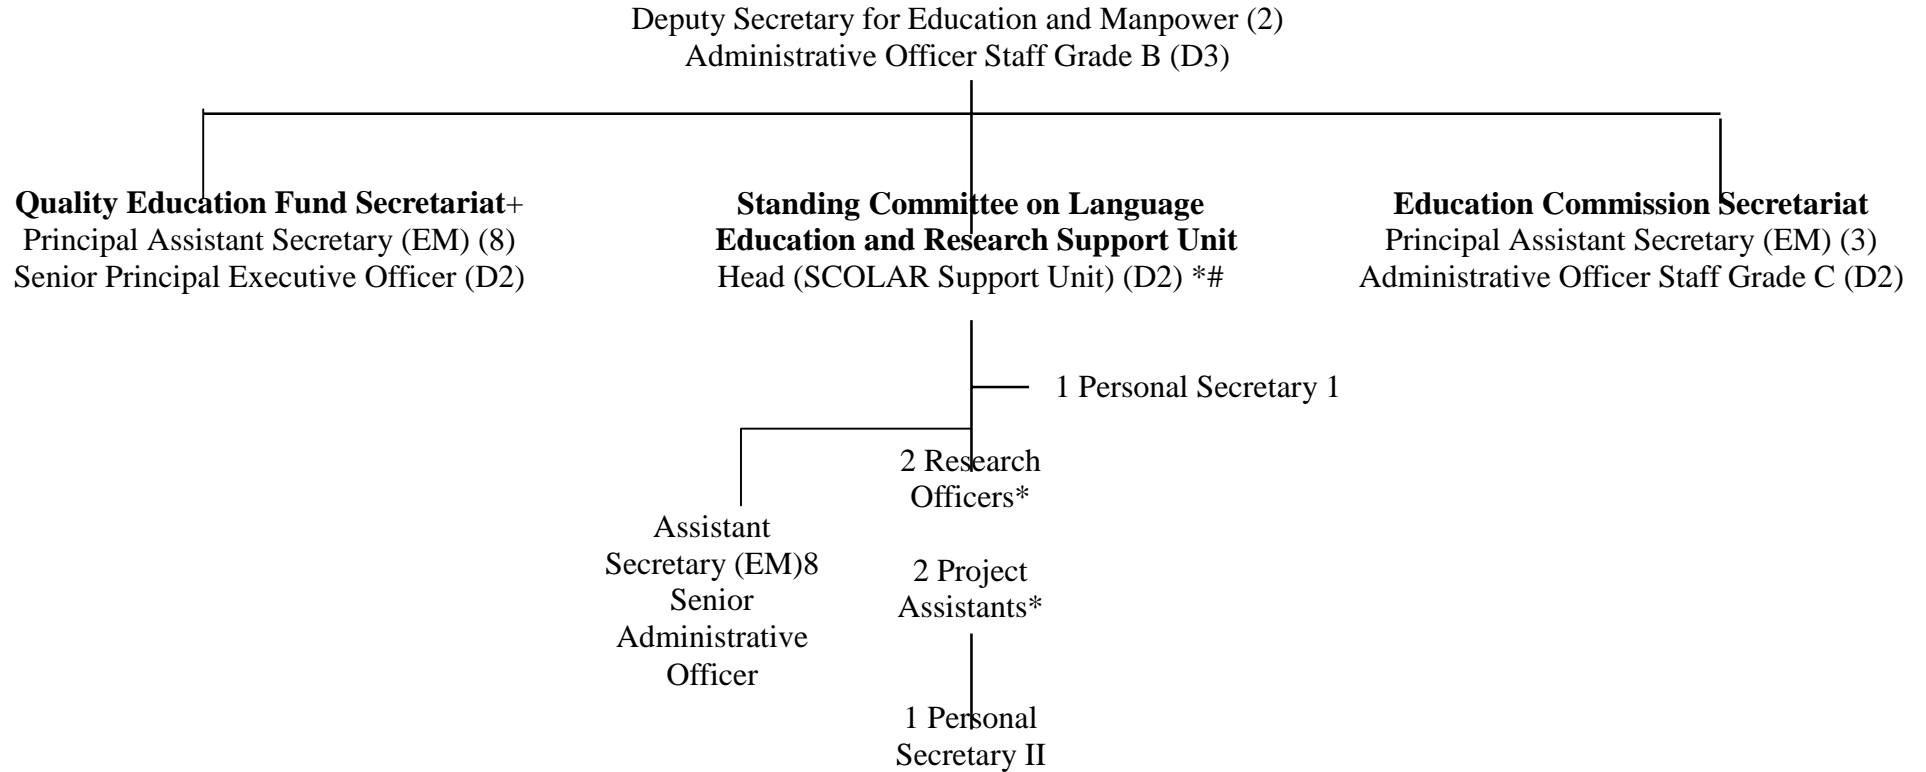 Deputy Secretary for Education and Manpower (2)
Administrative Officer Staff Grade B (D3)
Quality Education Fund Secretariat+
Principal Assistant Secretary (EM) (8)
Senior Principal Executive Officer (D2)
Standing Committee on Language
Education and Research Support Unit
Head (SCOLAR Support Unit) (D2) *#
Education Commission Secretariat
Principal Assistant Secretary (EM) (3)
Administrative Officer Staff Grade C (D2)
1 Personal Secretary 1
2 Research
Officers*
Assistant
Secretary (EM)8
Senior
Administrative
Officer
2 Project
Assistants*
1 Personal
Secretary II